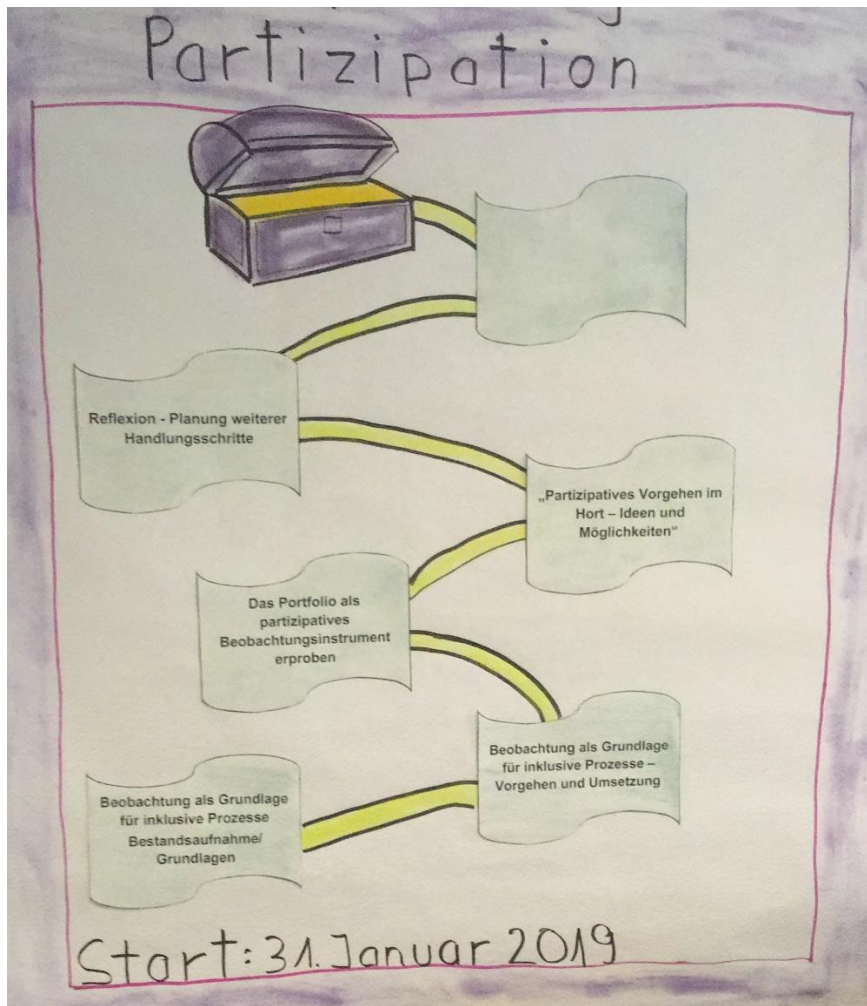 Partizipation
Reflexion - Planung weiterer
Handlungsschritte
„Partizipatives Vorgehen im
Hort – Ideen und
Möglichkeiten“
Das Portfolio als
partizipatives
Beobachtungsinstrument
erproben
Beobachtung als Grundlage
für inklusive Prozesse –
Vorgehen und Umsetzung
Beobachtung als Grundlage
für inklusive Prozesse
Bestandsaufnahme/
Grundlagen
Start: 31. Januar 2019